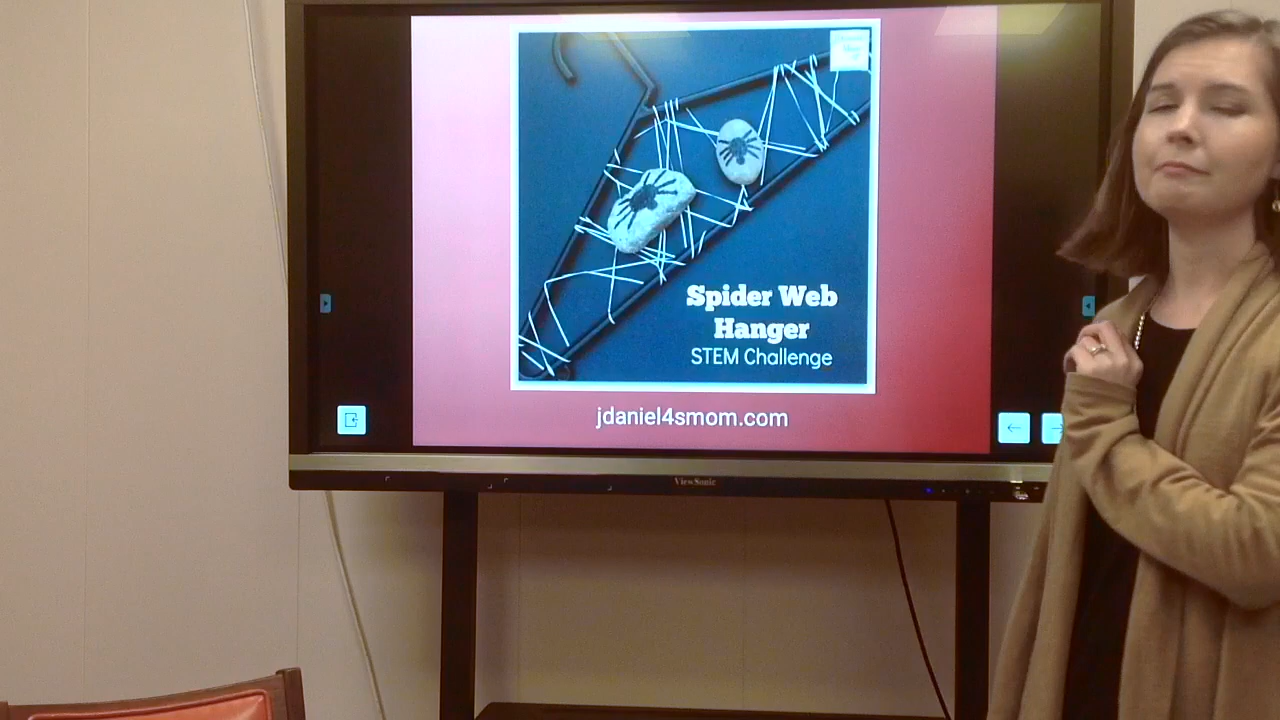 Spider Web
Hanger
STEM Challenge
jdaniel4smom.com
ViewSonic